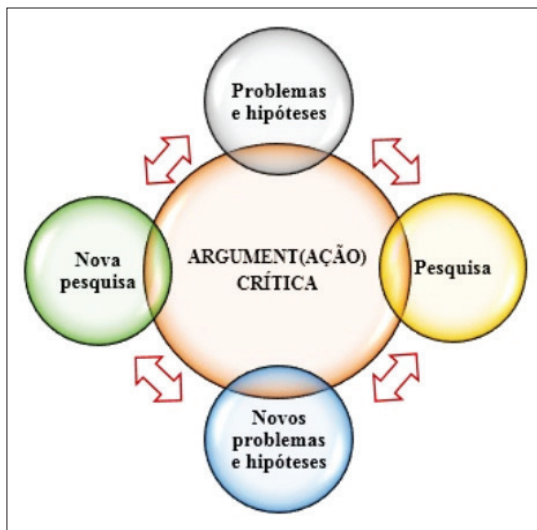 Problemas
e hipóteses
Nova
pesquisa
ARGUMENT(AÇÃO)
CRÍTICA
Pesquisa
Novos
problemas
e hipóteses